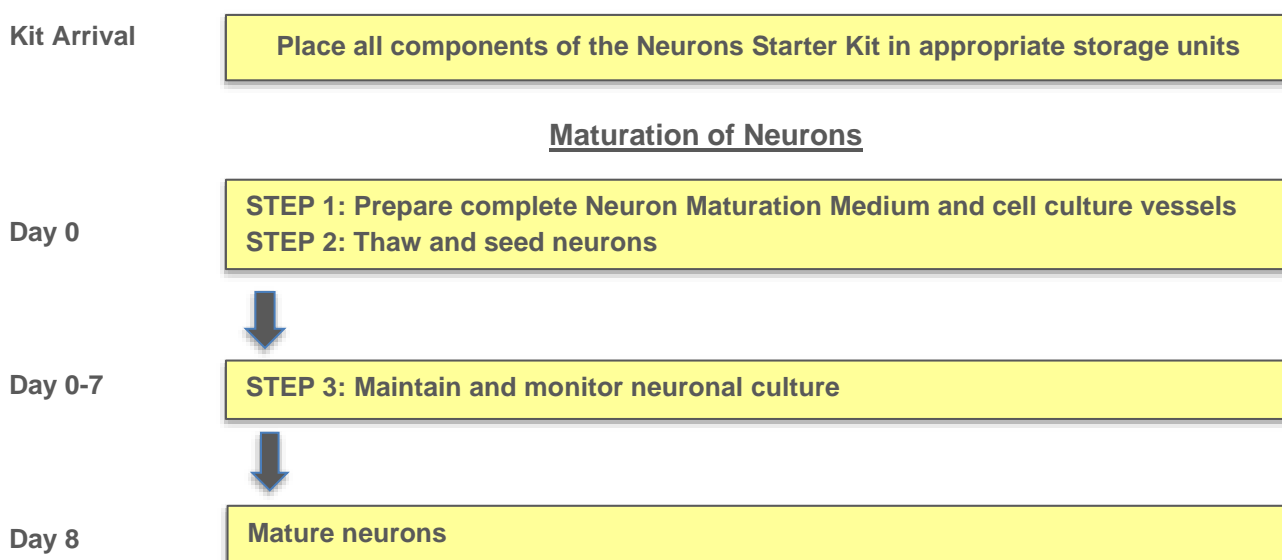 Kit Arrival
Place all components of the Neurons Starter Kit in appropriate storage units
Maturation of Neurons
Day 0
STEP 1: Prepare complete Neuron Maturation Medium and cell culture vessels
STEP 2: Thaw and seed neurons
Day 0-7
STEP 3: Maintain and monitor neuronal culture
Day 8
Mature neurons